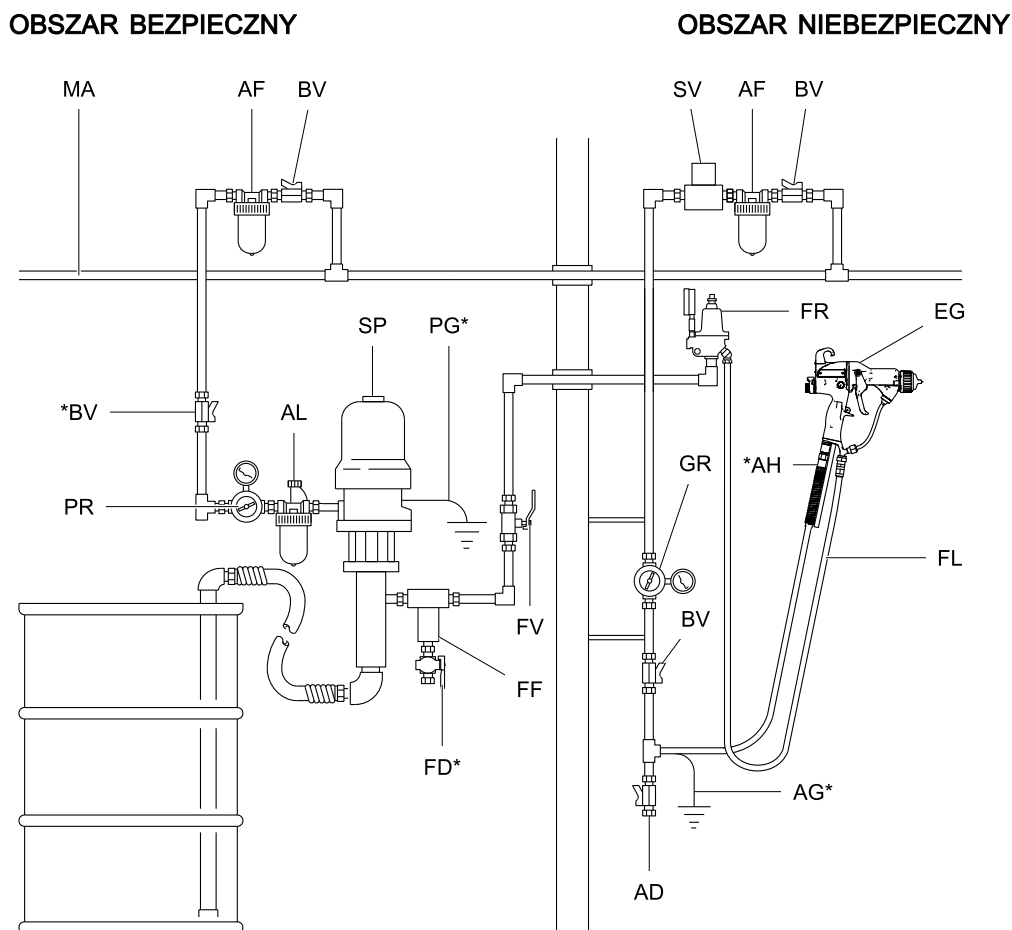 OBSZAR BEZPIECZNY
OBSZAR NIEBEZPIECZNY
MA
AF
BV
SV
AF
BV
SP
PG*
FR
EG
*BV
AL
GR
*AH
PR
FL
FV
BV
FF
FD*
AG*
AD